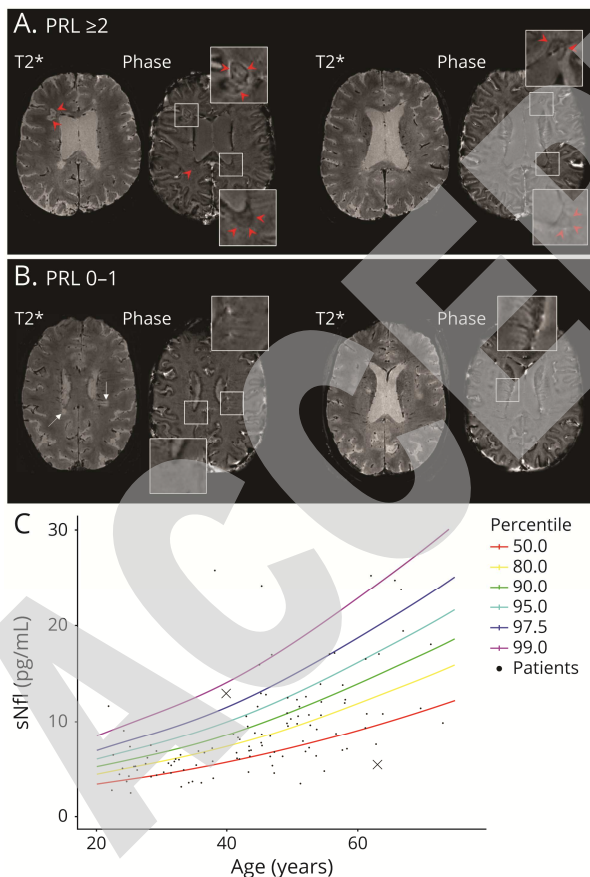 A. PRL ≥2
T2* Phase T2* Phase
B. PRL 0–1
T2* Phase T2* Phase
C
Percentile
50.0
80.0
90.0
95.0
97.5
99.0
Patients
30
20
10
0
sNfl (pg/mL)
20 40 60
Age (years)